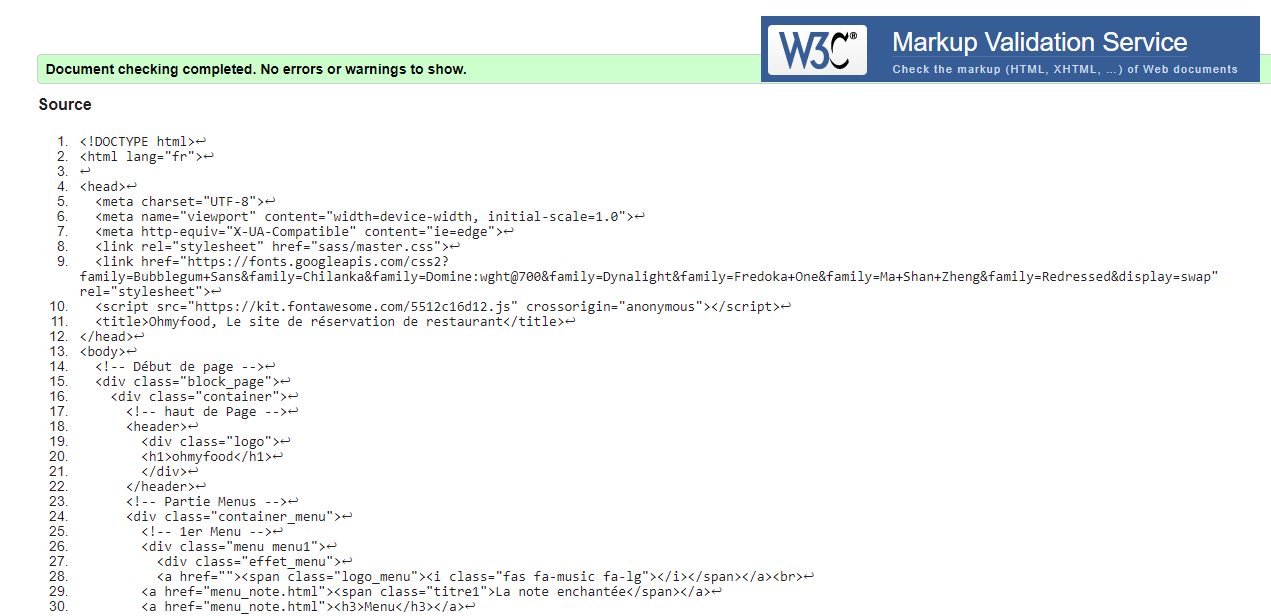 W3C®
Markup Validation Service
Check the markup (HTML, XHTML, …) of Web documents
Document checking completed. No errors or warnings to show.
Source
1. <!DOCTYPE html>↩
2. <html lang="fr">↩
3. ↩
4. <head>↩
5. <meta charset="UTF-8">↩
6. <meta name="viewport" content="width=device-width, initial-scale=1.0">↩
7. <meta http-equiv="X-UA-Compatible" content="ie=edge">↩
8. <link rel="stylesheet" href="sass/master.css">↩
9. <link href="https://fonts.googleapis.com/css2?
family=Bubblegum+Sans&family=Chilanka&family=Domine:wght@700&family=Dynalight&family=Fredoka+One&family=Ma+Shan+Zheng&family=Redressed&display=swap"
rel="stylesheet">↩
10. <script src="https://kit.fontawesome.com/5512c16d12.js" crossorigin="anonymous"></script>↩
11. <title>Ohmyfood, Le site de réservation de restaurant</title>↩
12. </head>↩
13. <body>↩
14. <!-- Début de page -->↩
15. <div class="block_page">↩
16. <div class="container">↩
17. <!-- haut de Page -->↩
18. <header>↩
19. <div class="logo">↩
20. <h1>ohmyfood</h1>↩
21. </div>↩
22. </header>↩
23. <!-- Partie Menus -->↩
24. <div class="container_menu">↩
25. <!-- 1er Menu -->↩
26. <div class="menu menu1">↩
27. <div class="effet_menu">↩
28. <a href=""><span class="logo_menu"><i class="fas fa-music fa-lg"></i></span></a><br>↩
29. <a href="menu_note.html"><span class="titre1">La note enchantée</span></a>↩
30. <a href="menu_note.html"><h3>Menu</h3></a>↩